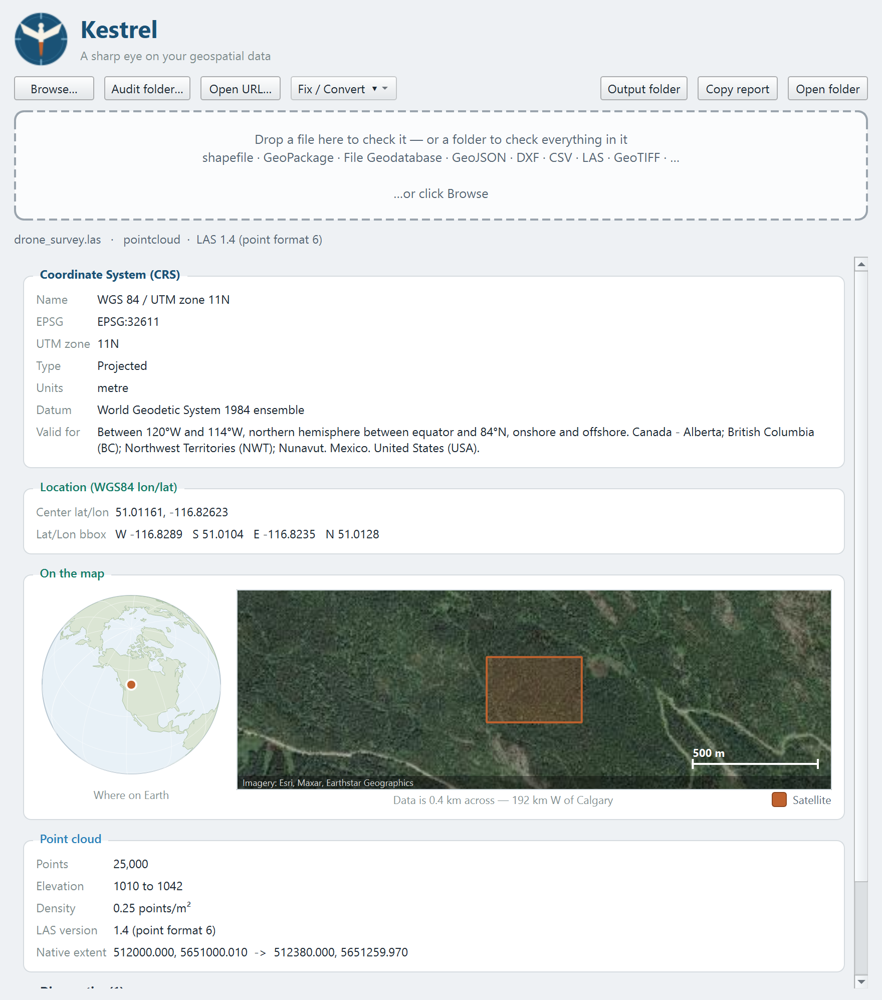 Kestrel
A sharp eye on your geospatial data
Browse...
Audit folder...
Open URL...
Fix / Convert ▾
Output folder
Copy report
Open folder
Drop a file here to check it — or a folder to check everything in it
shapefile · GeoPackage · File Geodatabase · GeoJSON · DXF · CSV · LAS · GeoTIFF · ...
...or click Browse
drone_survey.las · pointcloud · LAS 1.4 (point format 6)
Coordinate System (CRS)
Name WGS 84 / UTM zone 11N
EPSG EPSG:32611
UTM zone 11N
Type Projected
Units metre
Datum World Geodetic System 1984 ensemble
Valid for Between 120°W and 114°W, northern hemisphere between equator and 84°N, onshore and offshore. Canada - Alberta; British Columbia
(BC); Northwest Territories (NWT); Nunavut. Mexico. United States (USA).
Location (WGS84 lon/lat)
Center lat/lon 51.01161, -116.82623
Lat/Lon bbox W -116.8289 S 51.0104 E -116.8235 N 51.0128
On the map
500 m
Imagery: Esri, Maxar, Earthstar Geographics
Where on Earth
Data is 0.4 km across — 192 km W of Calgary
Satellite
Point cloud
Points 25,000
Elevation 1010 to 1042
Density 0.25 points/m²
LAS version 1.4 (point format 6)
Native extent 512000.000, 5651000.010 -> 512380.000, 5651259.970